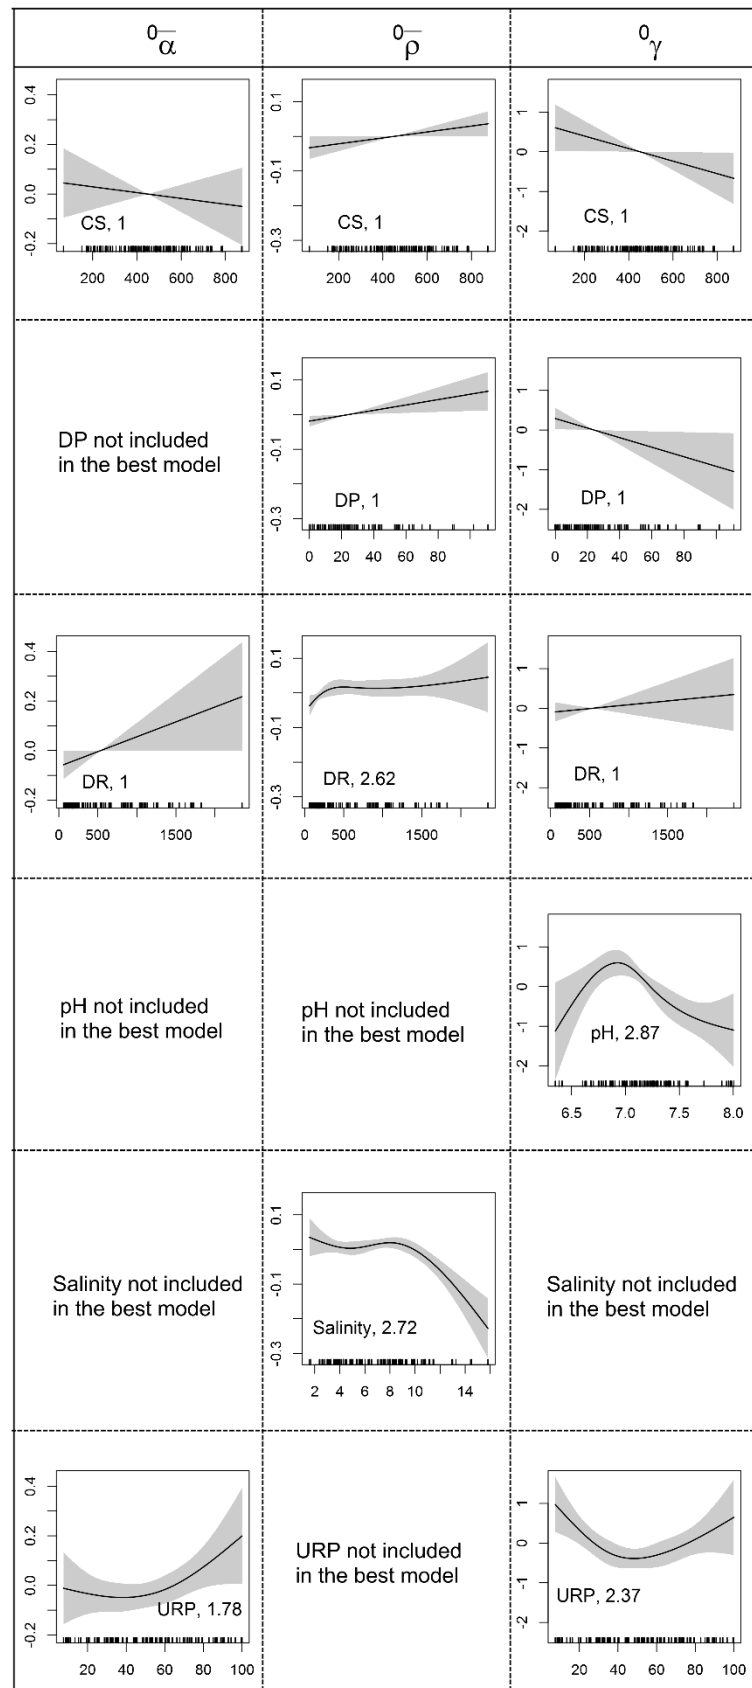 0α̅ 0ρ̅ 0γ
0.4
0.2
0.0
-0.2
CS, 1
200 400 600 800
0.1
-0.1
-0.3
CS, 1
200 400 600 800
1
0
-1
-2
CS, 1
200 400 600 800
DP not included
in the best model
0.1
-0.1
-0.3
DP, 1
0 20 40 60 80
1
0
-1
-2
DP, 1
0 20 40 60 80
0.4
0.2
0.0
-0.2
DR, 1
0 500 1500
0.1
-0.1
-0.3
DR, 2.62
0 500 1500
1
0
-1
-2
DR, 1
0 500 1500
pH not included
in the best model
pH not included
in the best model
1
0
-1
-2
pH, 2.87
6.5 7.0 7.5 8.0
Salinity not included
in the best model
0.1
-0.1
-0.3
Salinity, 2.72
2 4 6 8 10 14
Salinity not included
in the best model
0.4
0.2
0.0
-0.2
URP, 1.78
20 40 60 80 100
URP not included
in the best model
1
0
-1
-2
URP, 2.37
20 40 60 80 100